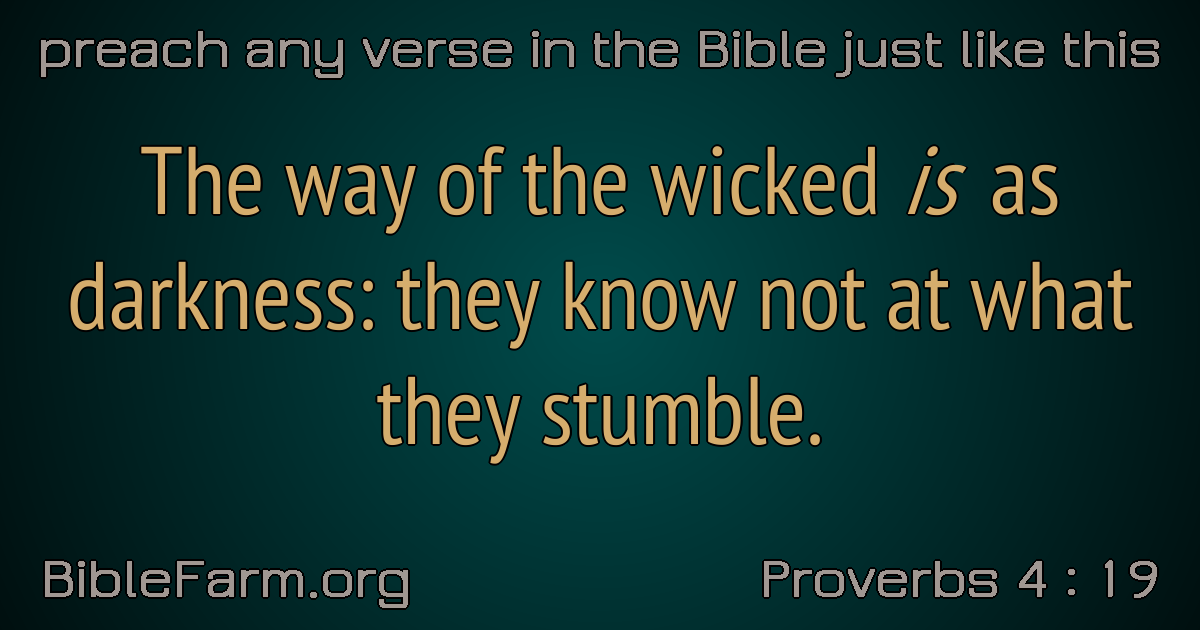 preach any verse in the Bible just like this
The way of the wicked is as
darkness: they know not at what
they stumble.
BibleFarm.org
Proverbs 4 : 19